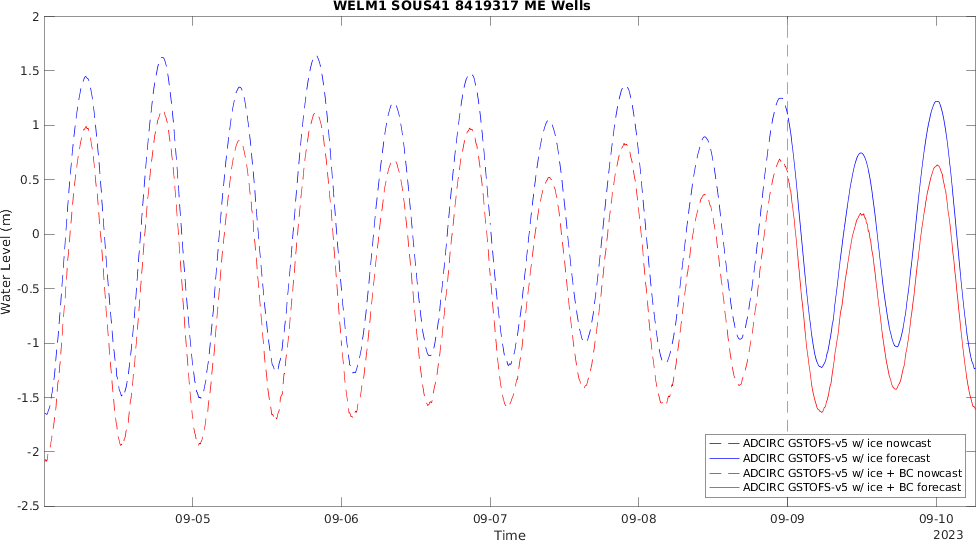 WELM1 SOUS41 8419317 ME Wells
2
1.5
1
0.5
0
-0.5
-1
-1.5
-2
-2.5
Water Level (m)
09-05 09-06 09-07 09-08 09-09 09-10
Time
2023
ADCIRC GSTOFS-v5 w/ ice nowcast
ADCIRC GSTOFS-v5 w/ ice forecast
ADCIRC GSTOFS-v5 w/ ice + BC nowcast
ADCIRC GSTOFS-v5 w/ ice + BC forecast